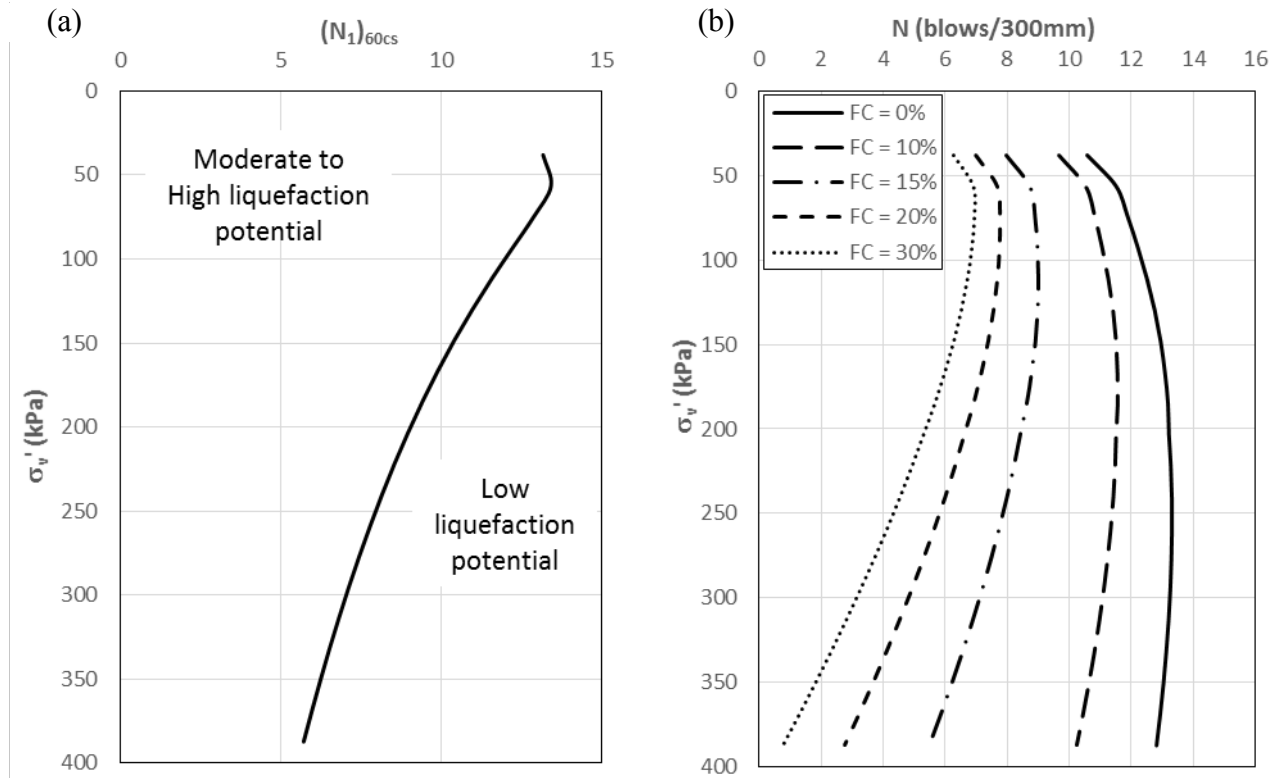 (a)
(N₁)₆₀cs
0 5 10 15
0
50
100
150
200
250
300
350
400
σᵥ' (kPa)
Moderate to
High liquefaction
potential
Low
liquefaction
potential
(b)
N (blows/300mm)
0 2 4 6 8 10 12 14 16
0
50
100
150
200
250
300
350
400
σᵥ' (kPa)
FC = 0%
FC = 10%
FC = 15%
FC = 20%
FC = 30%